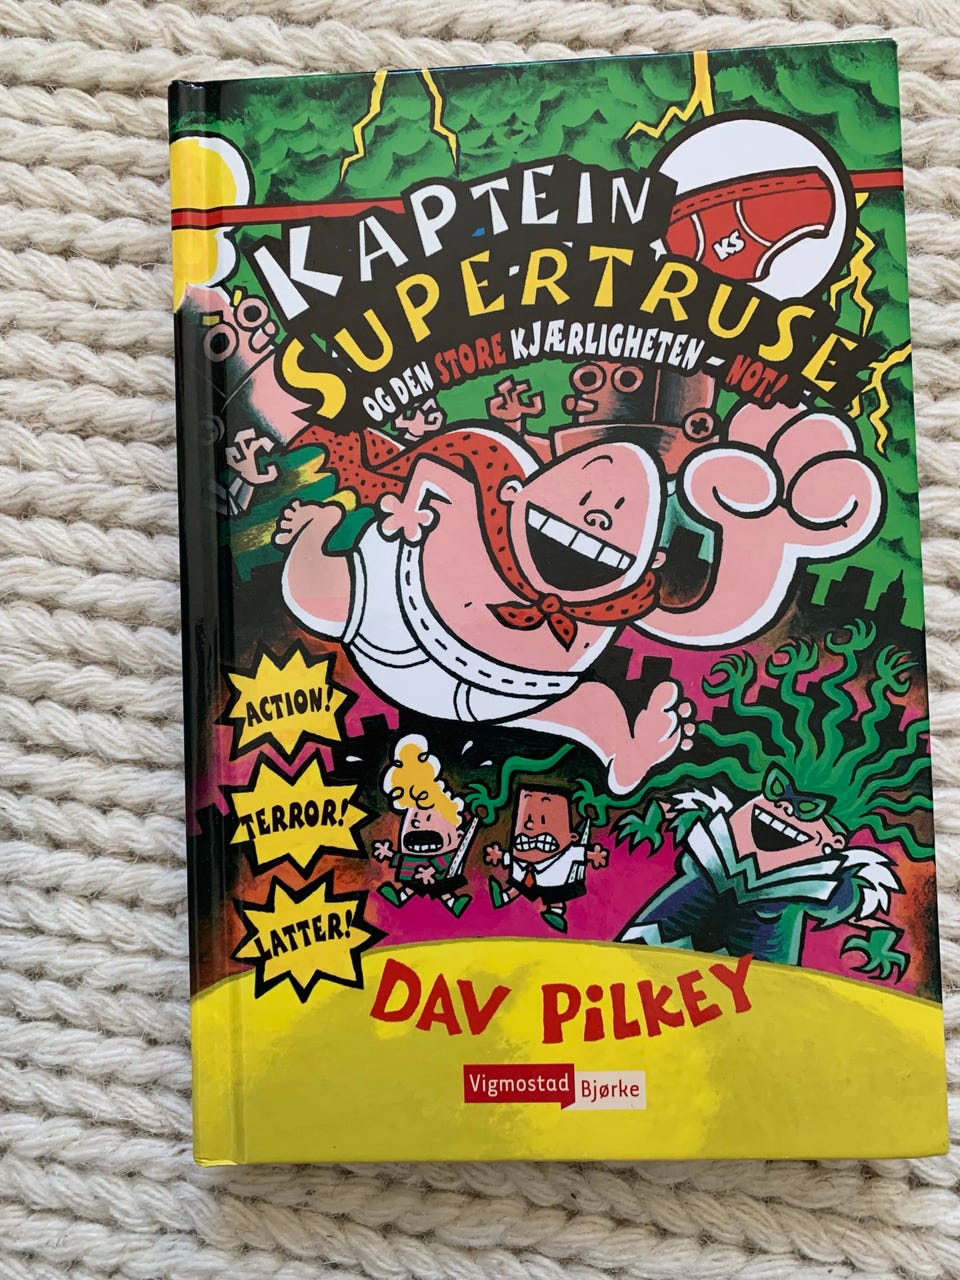 KAPTEIN
KS
SUPERTRUSE
OG DEN STORE KJÆRLIGHETEN - NOT!
ACTION!
TERROR!
LATTER!
DAV PiLKEY
Vigmostad Bjørke